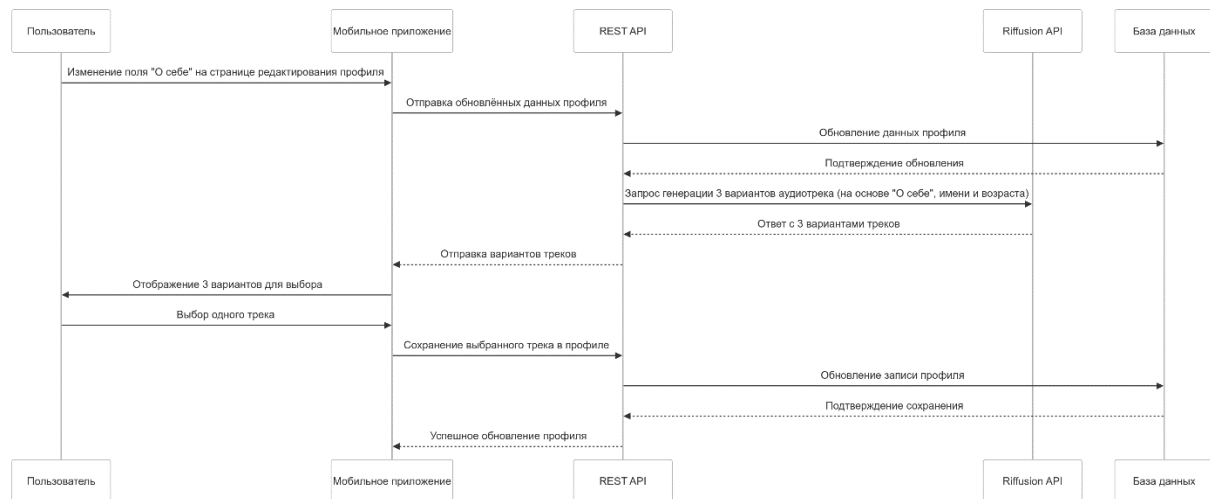 Пользователь
Мобильное приложение
REST API
Riffusion API
База данных
Изменение поля "О себе" на странице редактирования профиля
Отправка обновлённых данных профиля
Обновление данных профиля
Подтверждение обновления
Запрос генерации 3 вариантов аудиотрека (на основе "О себе", имени и возраста)
Ответ с 3 вариантами треков
Отправка вариантов треков
Отображение 3 вариантов для выбора
Выбор одного трека
Сохранение выбранного трека в профиле
Обновление записи профиля
Подтверждение сохранения
Успешное обновление профиля
Пользователь
Мобильное приложение
REST API
Riffusion API
База данных